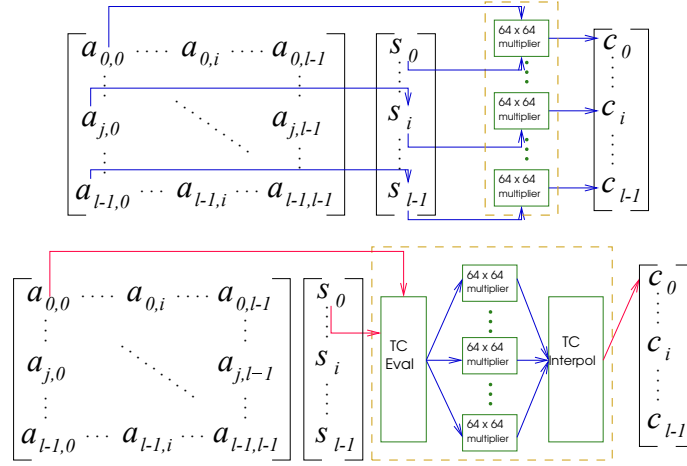 a0,0 ···· a0,i ···· a0,l-1
s0
64 x 64
multiplier
c0
aj,0
aj,l-1
si
64 x 64
multiplier
ci
al-1,0 ··· al-1,i ··· al-1,l-1
sl-1
64 x 64
multiplier
cl-1
a0,0 ···· a0,i ···· a0,l-1
s0
64 x 64
multiplier
c0
aj,0
aj,l-1
si
TC
Eval
64 x 64
multiplier
TC
Interpol
ci
al-1,0 ··· al-1,i ··· al-1,l-1
sl-1
64 x 64
multiplier
cl-1